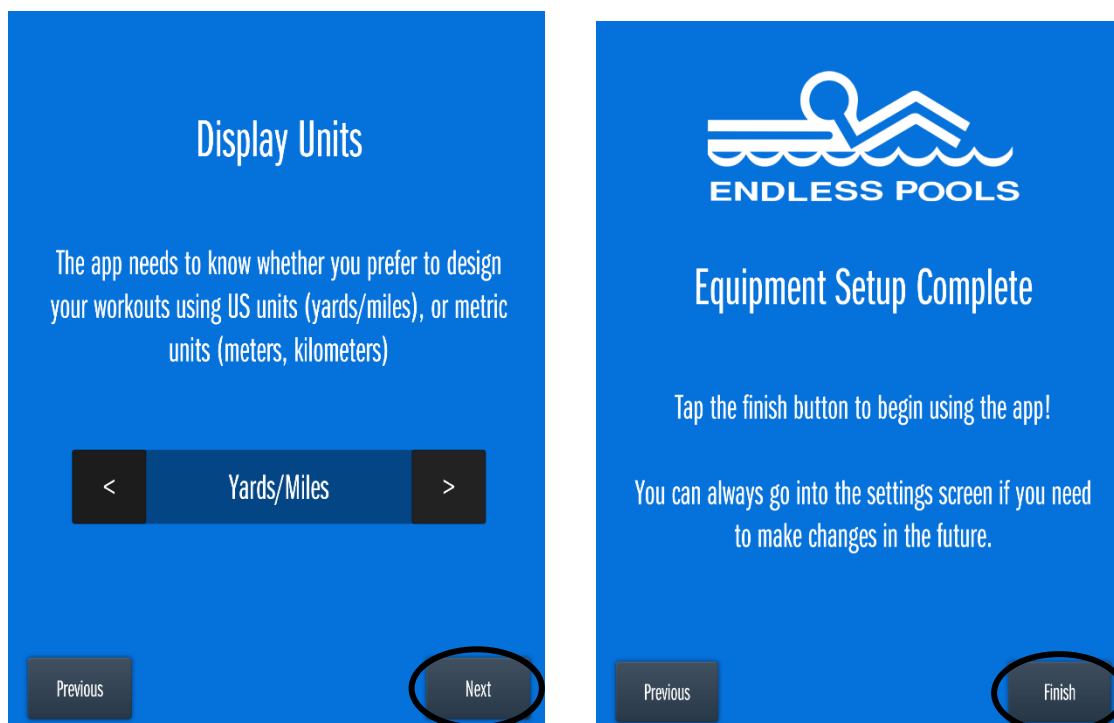 Display Units
The app needs to know whether you prefer to design
your workouts using US units (yards/miles), or metric
units (meters, kilometers)
< Yards/Miles >
Previous Next
ENDLESS POOLS
Equipment Setup Complete
Tap the finish button to begin using the app!
You can always go into the settings screen if you need
to make changes in the future.
Previous Finish